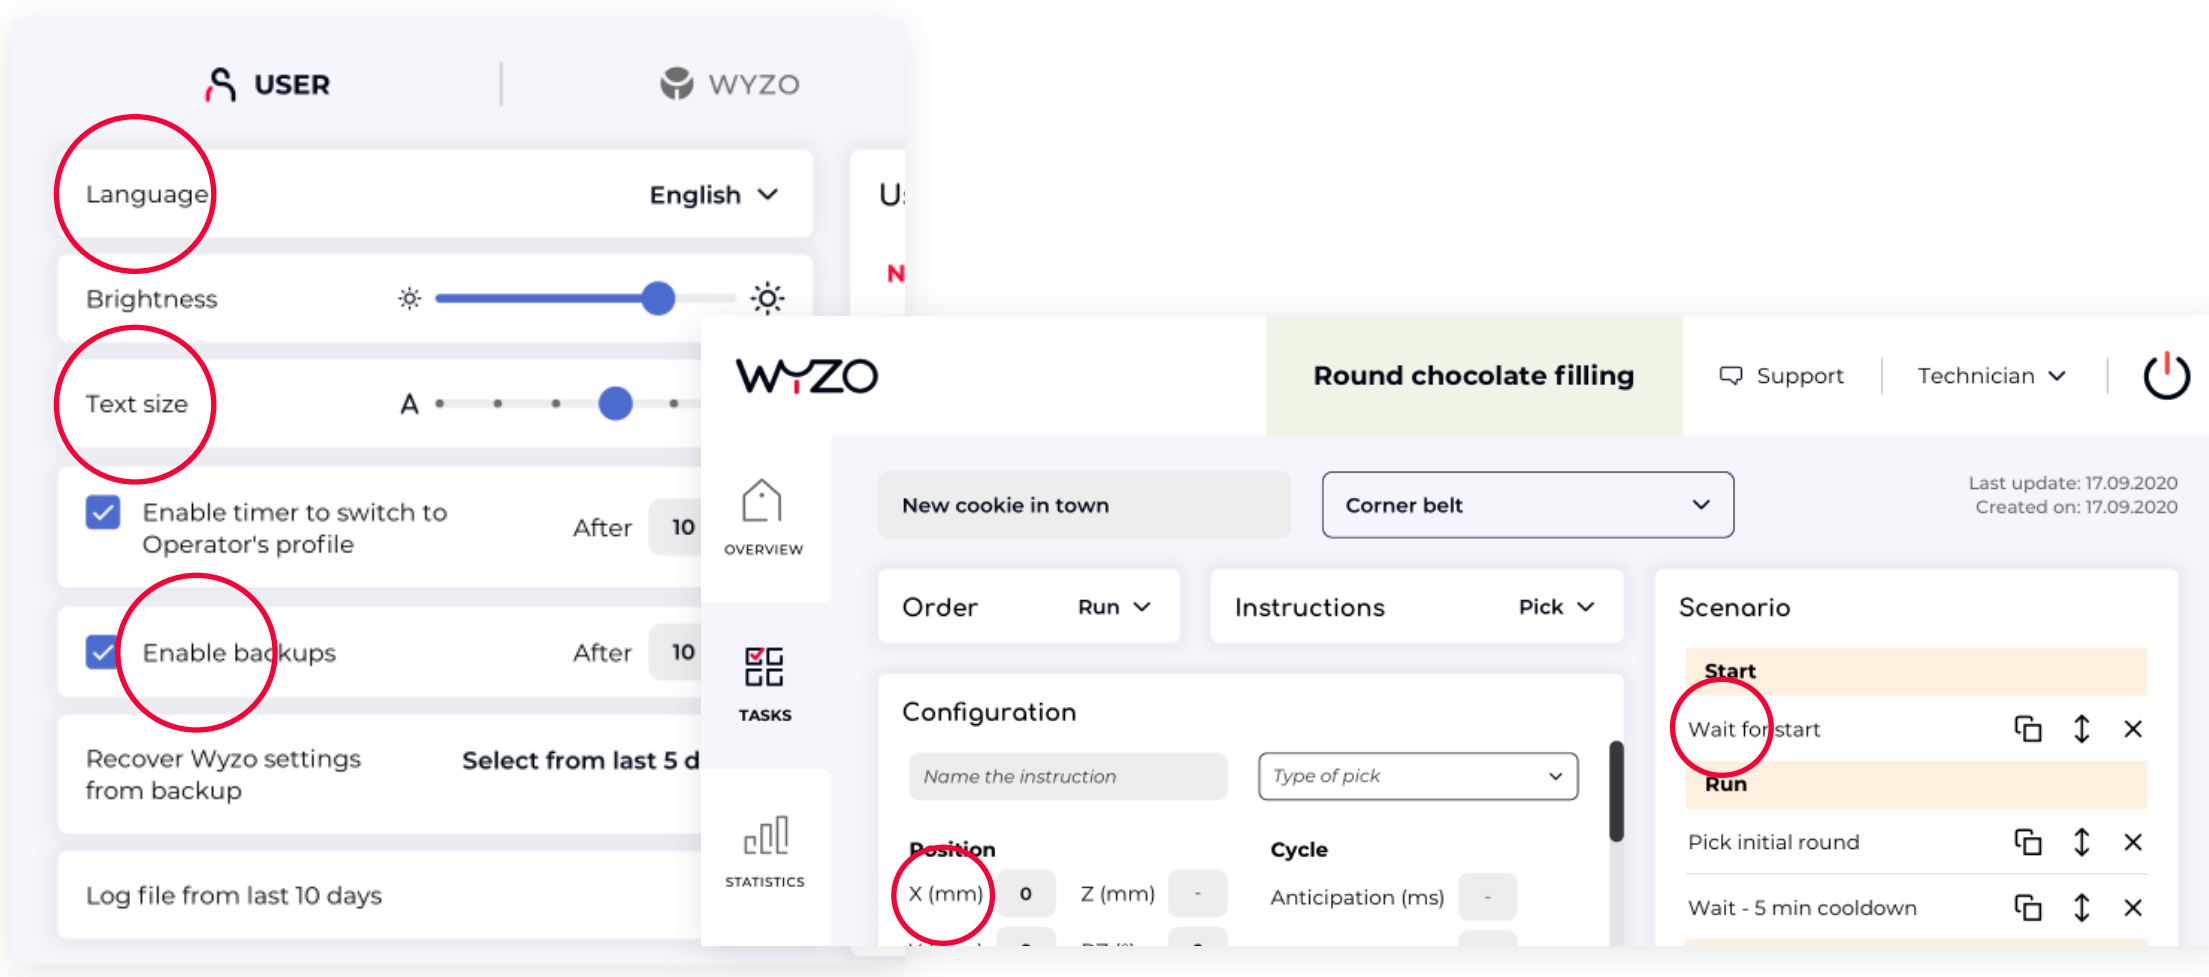 USER
WYZO
Language
English
Brightness
Text size
A
Enable timer to switch to
Operator's profile
After
10
Enable backups
After
10
Recover Wyzo settings
from backup
Select from last 5 d
Log file from last 10 days
WYZO
Round chocolate filling
Support
Technician
OVERVIEW
TASKS
STATISTICS
New cookie in town
Corner belt
Last update: 17.09.2020
Created on: 17.09.2020
Order
Run
Instructions
Pick
Configuration
Name the instruction
Type of pick
Position
X (mm)
0
Z (mm)
-
Cycle
Anticipation (ms)
-
Scenario
Start
Wait for start
Run
Pick initial round
Wait - 5 min cooldown